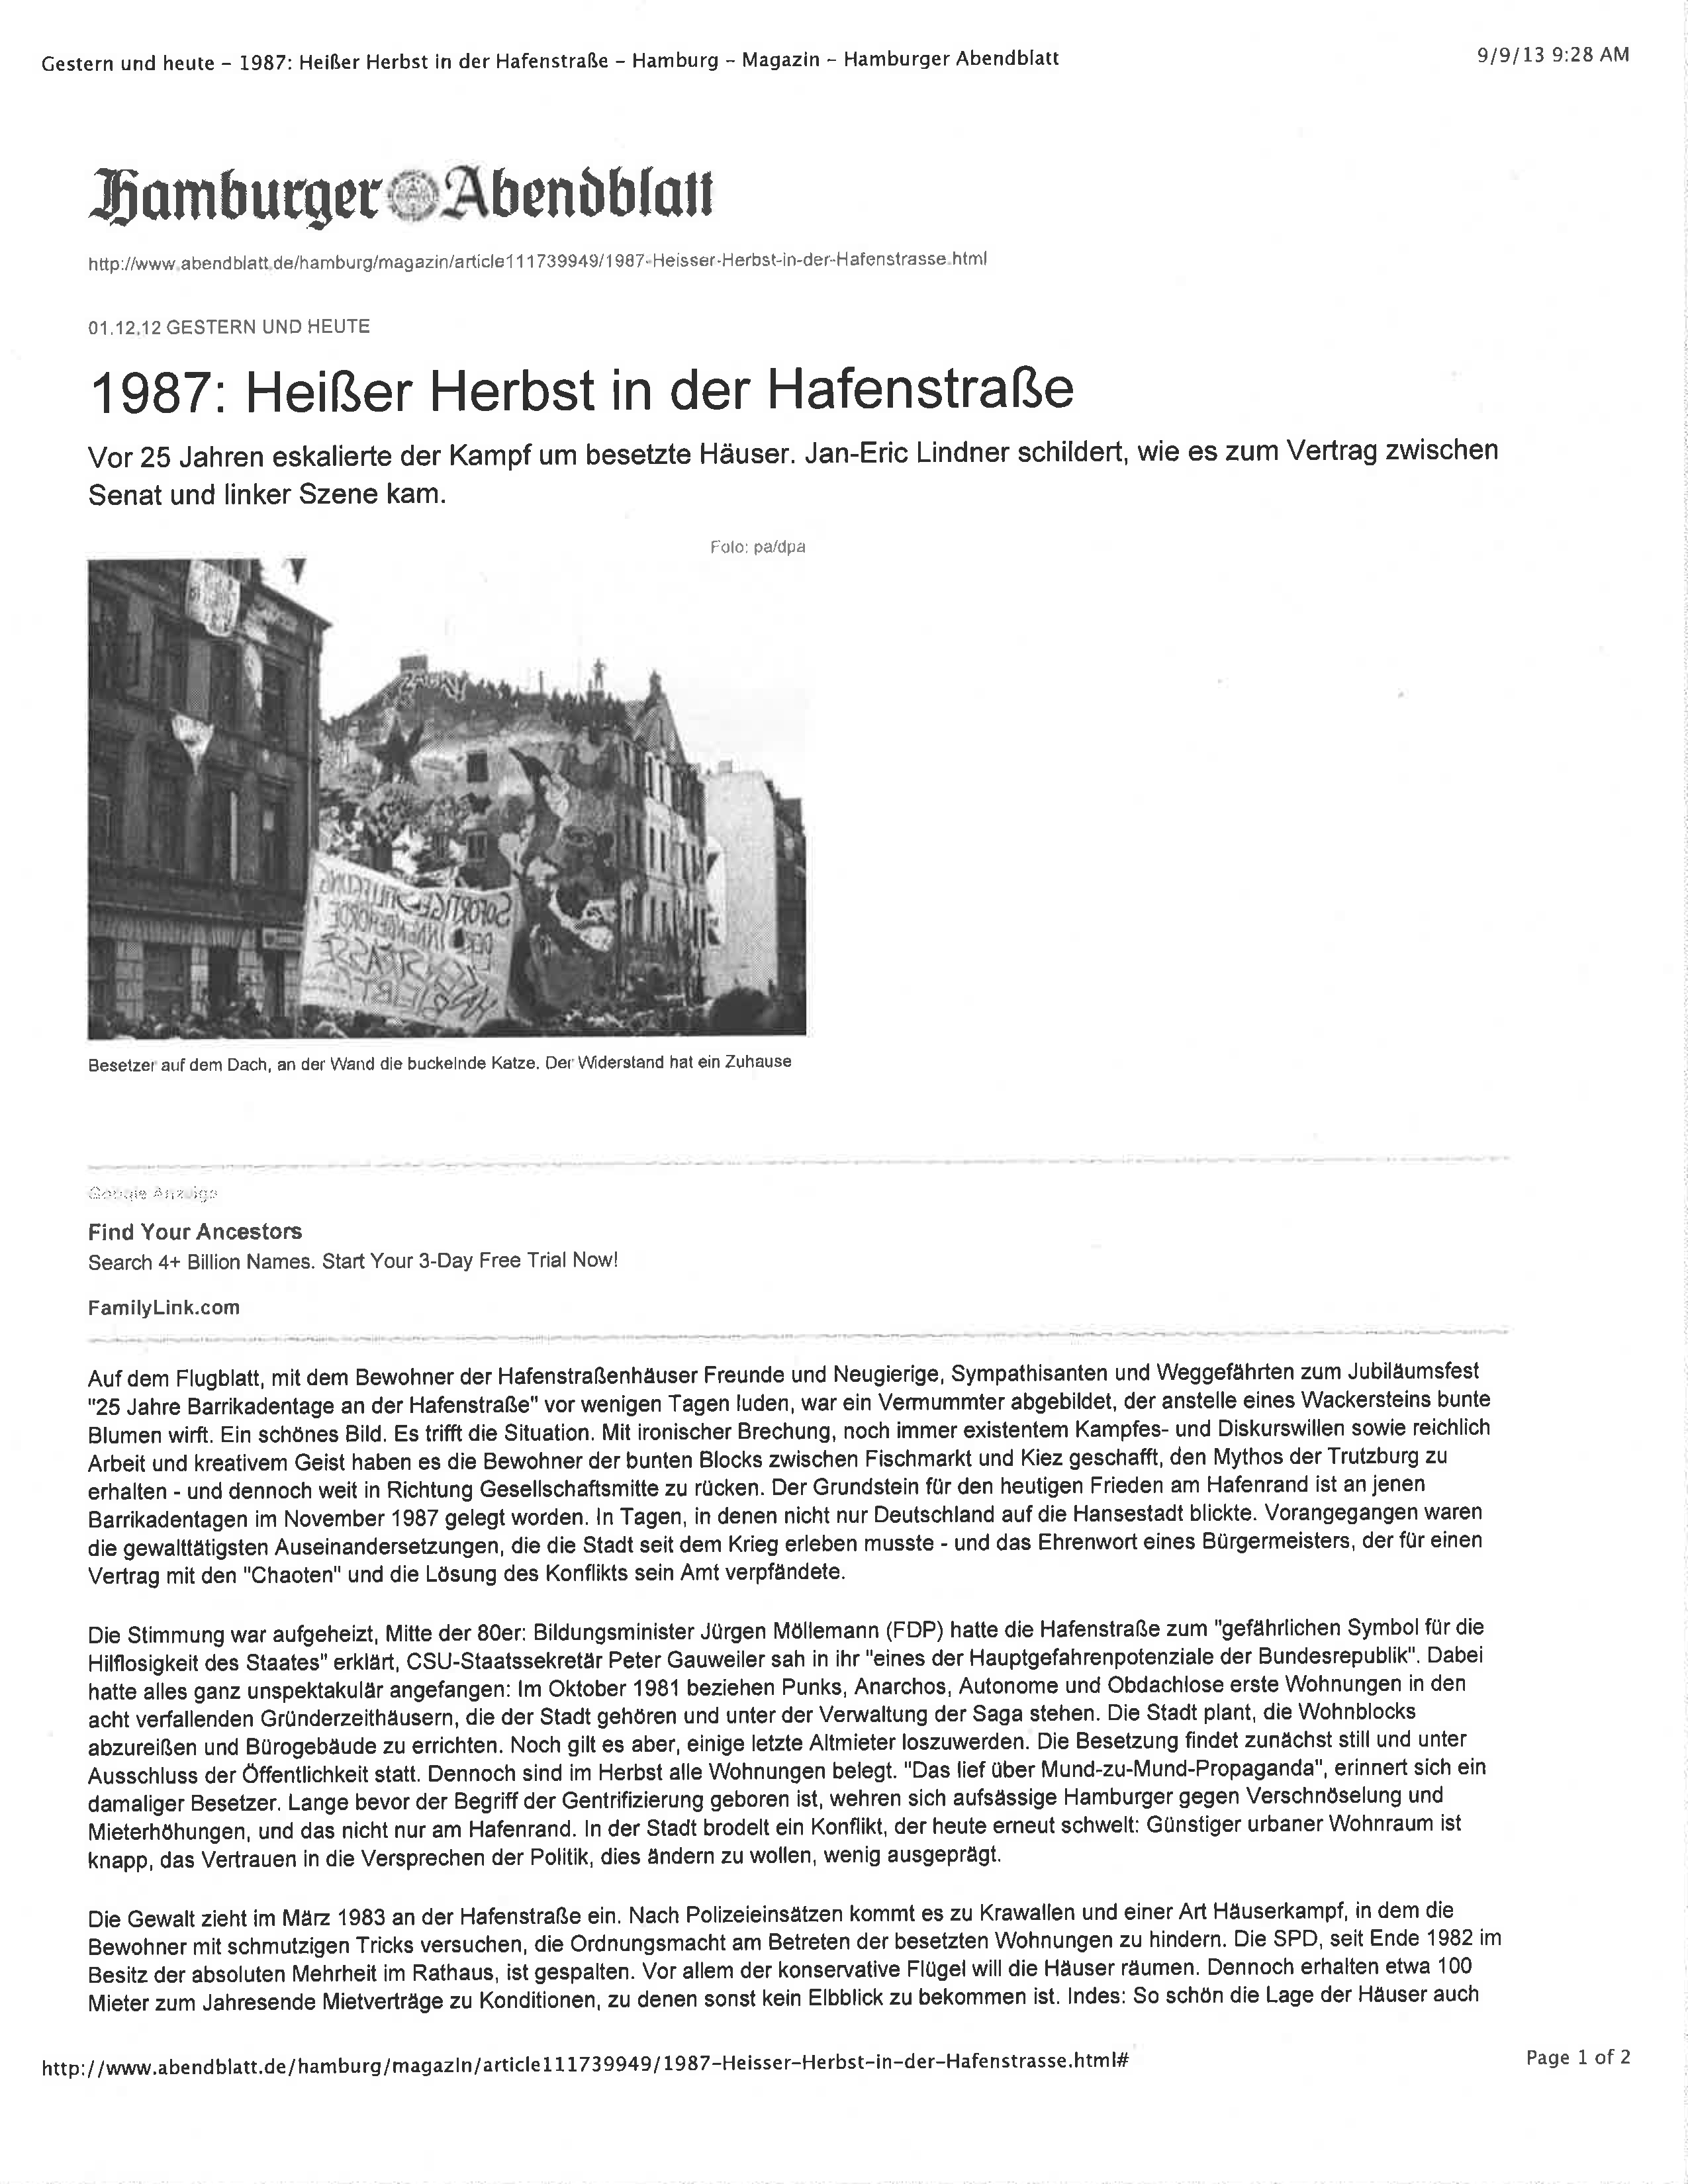 Gestern und heute – 1987: Heißer Herbst in der Hafenstraße – Hamburg – Magazin – Hamburger Abendblatt
9/9/13 9:28 AM
Hamburger Abendblatt
http://www.abendblatt.de/hamburg/magazin/article111739949/1987-Heisser-Herbst-in-der-Hafenstrasse.html
01.12.12 GESTERN UND HEUTE
1987: Heißer Herbst in der Hafenstraße
Vor 25 Jahren eskalierte der Kampf um besetzte Häuser. Jan-Eric Lindner schildert, wie es zum Vertrag zwischen
Senat und linker Szene kam.
Foto: pa/dpa
ZACKY
SOFORTIGE
DER INNENBEHÖRDE
BLEIBT
Besetzer auf dem Dach, an der Wand die buckelnde Katze. Der Widerstand hat ein Zuhause
Google Anzeige
Find Your Ancestors
Search 4+ Billion Names. Start Your 3-Day Free Trial Now!
FamilyLink.com
Auf dem Flugblatt, mit dem Bewohner der Hafenstraßenhäuser Freunde und Neugierige, Sympathisanten und Weggefährten zum Jubiläumsfest
"25 Jahre Barrikadentage an der Hafenstraße" vor wenigen Tagen luden, war ein Vermummter abgebildet, der anstelle eines Wackersteins bunte
Blumen wirft. Ein schönes Bild. Es trifft die Situation. Mit ironischer Brechung, noch immer existentem Kampfes- und Diskurswillen sowie reichlich
Arbeit und kreativem Geist haben es die Bewohner der bunten Blocks zwischen Fischmarkt und Kiez geschafft, den Mythos der Trutzburg zu
erhalten - und dennoch weit in Richtung Gesellschaftsmitte zu rücken. Der Grundstein für den heutigen Frieden am Hafenrand ist an jenen
Barrikadentagen im November 1987 gelegt worden. In Tagen, in denen nicht nur Deutschland auf die Hansestadt blickte. Vorangegangen waren
die gewalttätigsten Auseinandersetzungen, die die Stadt seit dem Krieg erleben musste - und das Ehrenwort eines Bürgermeisters, der für einen
Vertrag mit den "Chaoten" und die Lösung des Konflikts sein Amt verpfändete.
Die Stimmung war aufgeheizt, Mitte der 80er: Bildungsminister Jürgen Möllemann (FDP) hatte die Hafenstraße zum "gefährlichen Symbol für die
Hilflosigkeit des Staates" erklärt, CSU-Staatssekretär Peter Gauweiler sah in ihr "eines der Hauptgefahrenpotenziale der Bundesrepublik". Dabei
hatte alles ganz unspektakulär angefangen: Im Oktober 1981 beziehen Punks, Anarchos, Autonome und Obdachlose erste Wohnungen in den
acht verfallenden Gründerzeithäusern, die der Stadt gehören und unter der Verwaltung der Saga stehen. Die Stadt plant, die Wohnblocks
abzureißen und Bürogebäude zu errichten. Noch gilt es aber, einige letzte Altmieter loszuwerden. Die Besetzung findet zunächst still und unter
Ausschluss der Öffentlichkeit statt. Dennoch sind im Herbst alle Wohnungen belegt. "Das lief über Mund-zu-Mund-Propaganda", erinnert sich ein
damaliger Besetzer. Lange bevor der Begriff der Gentrifizierung geboren ist, wehren sich aufsässige Hamburger gegen Verschnöselung und
Mieterhöhungen, und das nicht nur am Hafenrand. In der Stadt brodelt ein Konflikt, der heute erneut schwelt: Günstiger urbaner Wohnraum ist
knapp, das Vertrauen in die Versprechen der Politik, dies ändern zu wollen, wenig ausgeprägt.
Die Gewalt zieht im März 1983 an der Hafenstraße ein. Nach Polizeieinsätzen kommt es zu Krawallen und einer Art Häuserkampf, in dem die
Bewohner mit schmutzigen Tricks versuchen, die Ordnungsmacht am Betreten der besetzten Wohnungen zu hindern. Die SPD, seit Ende 1982 im
Besitz der absoluten Mehrheit im Rathaus, ist gespalten. Vor allem der konservative Flügel will die Häuser räumen. Dennoch erhalten etwa 100
Mieter zum Jahresende Mietverträge zu Konditionen, zu denen sonst kein Elbblick zu bekommen ist. Indes: So schön die Lage der Häuser auch
http://www.abendblatt.de/hamburg/magazin/article111739949/1987-Heisser-Herbst-in-der-Hafenstrasse.html#
Page 1 of 2